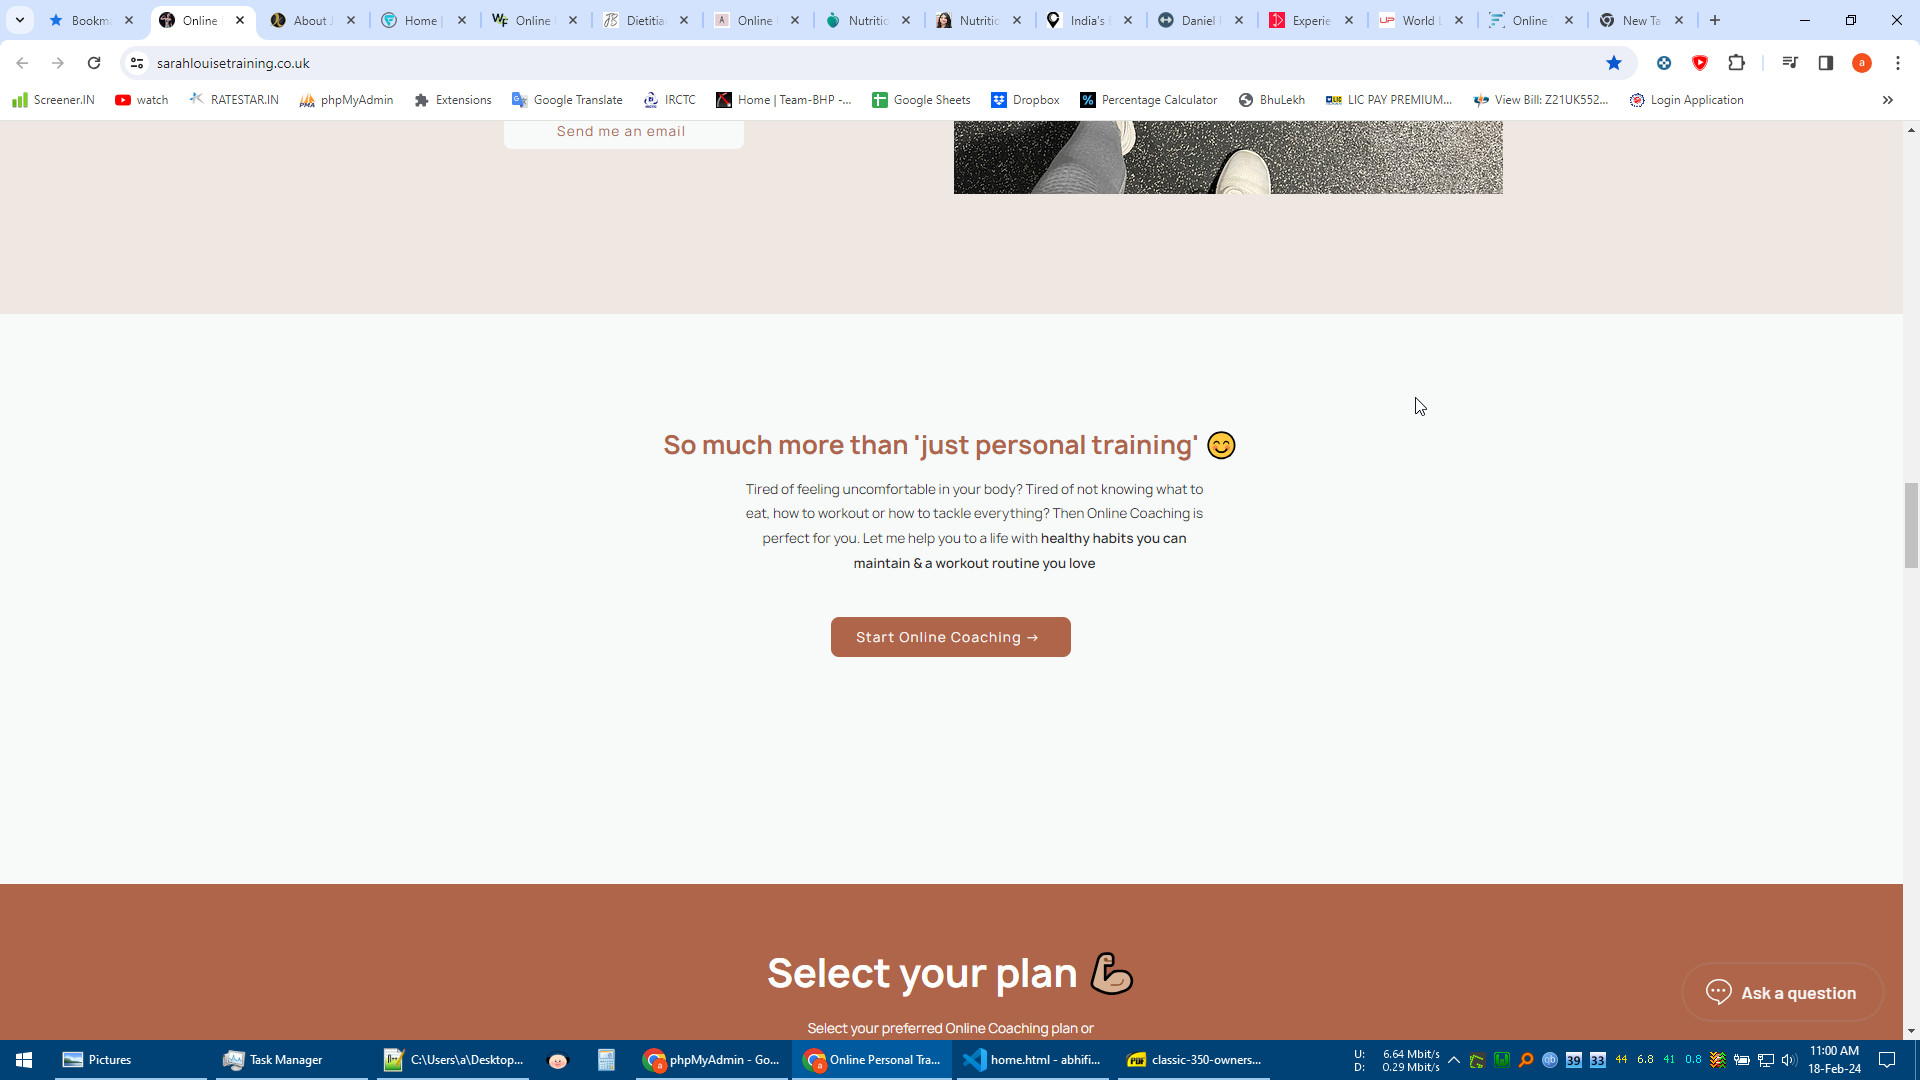 Bookma
Online
About J
Home |
Online
Dietitia
Online
Nutritio
Nutritio
India's
Daniel
Experie
World
Online
New Ta
sarahlouisetraining.co.uk
a
Screener.IN
watch
RATESTAR.IN
phpMyAdmin
Extensions
Google Translate
IRCTC
Home | Team-BHP -...
Google Sheets
Dropbox
Percentage Calculator
BhuLekh
LIC PAY PREMIUM...
View Bill: Z21UK552...
Login Application
Send me an email
So much more than 'just personal training' 😊
Tired of feeling uncomfortable in your body? Tired of not knowing what to
eat, how to workout or how to tackle everything? Then Online Coaching is
perfect for you. Let me help you to a life with healthy habits you can
maintain & a workout routine you love
Start Online Coaching →
Select your plan 💪
Select your preferred Online Coaching plan or
Ask a question
Pictures
Task Manager
C:\Users\a\Desktop...
phpMyAdmin - Go...
Online Personal Tra...
home.html - abhifi...
classic-350-owners...
U: 6.64 Mbit/s
D: 0.29 Mbit/s
39
33
44
6.8
41
0.8
11:00 AM
18-Feb-24